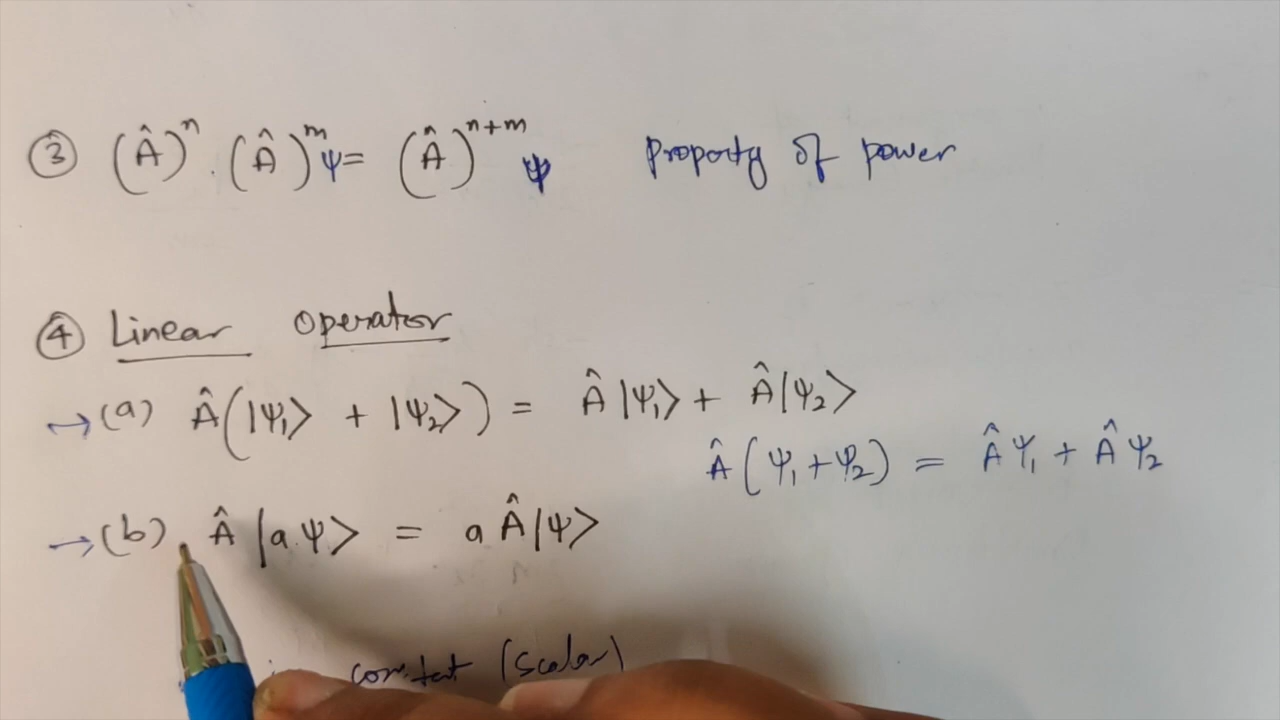 ③ (Â)ⁿ . (Â)ᵐ ψ = (Â)ⁿ⁺ᵐ ψ Property of power
④ Linear Operator
→ (a) Â(|ψ₁⟩ + |ψ₂⟩) = Â|ψ₁⟩ + Â|ψ₂⟩
Â(ψ₁+ψ₂) = Âψ₁ + Âψ₂
→ (b) Â|a.ψ⟩ = aÂ|ψ⟩
constant (scalar)